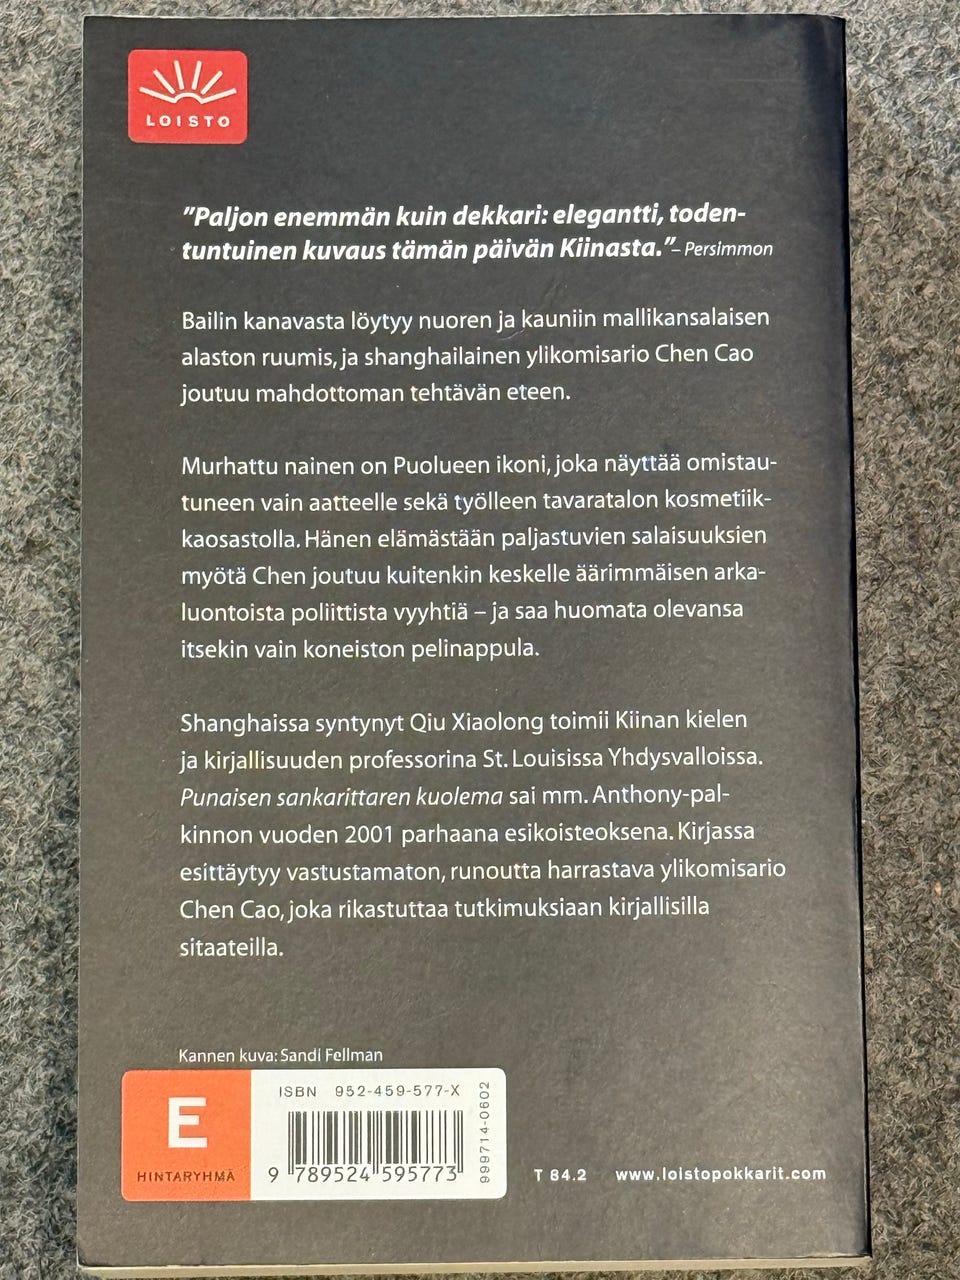 LOISTO
”Paljon enemmän kuin dekkari: elegantti, toden-
tuntuinen kuvaus tämän päivän Kiinasta.” – Persimmon
Bailin kanavasta löytyy nuoren ja kauniin mallikansalaisen
alaston ruumis, ja shanghailainen ylikomisario Chen Cao
joutuu mahdottoman tehtävän eteen.
Murhattu nainen on Puolueen ikoni, joka näyttää omistau-
tuneen vain aatteelle sekä työlleen tavaratalon kosmetiik-
kaosastolla. Hänen elämästään paljastuvien salaisuuksien
myötä Chen joutuu kuitenkin keskelle äärimmäisen arka-
luontoista poliittista vyyhtiä – ja saa huomata olevansa
itsekin vain koneiston pelinappula.
Shanghaissa syntynyt Qiu Xiaolong toimii Kiinan kielen
ja kirjallisuuden professorina St. Louisissa Yhdysvalloissa.
Punaisen sankarittaren kuolema sai mm. Anthony-pal-
kinnon vuoden 2001 parhaana esikoisteoksena. Kirjassa
esittäytyy vastustamaton, runoutta harrastava ylikomisario
Chen Cao, joka rikastuttaa tutkimuksiaan kirjallisilla
sitaateilla.
Kannen kuva: Sandi Fellman
E
HINTARYHMÄ
ISBN 952-459-577-X
9 789524 595773
999714-0602
T 84.2 www.loistopokkarit.com